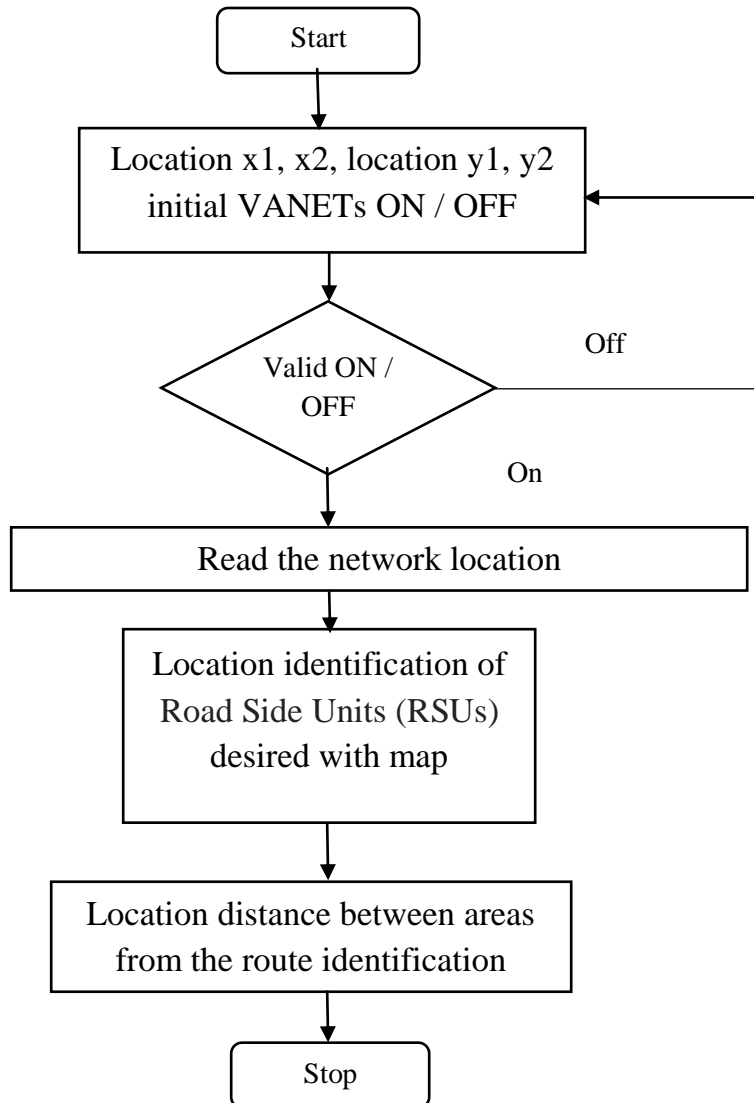 Start
Location x1, x2, location y1, y2
initial VANETs ON / OFF
Valid ON /
OFF
Off
On
Read the network location
Location identification of
Road Side Units (RSUs)
desired with map
Location distance between areas
from the route identification
Stop